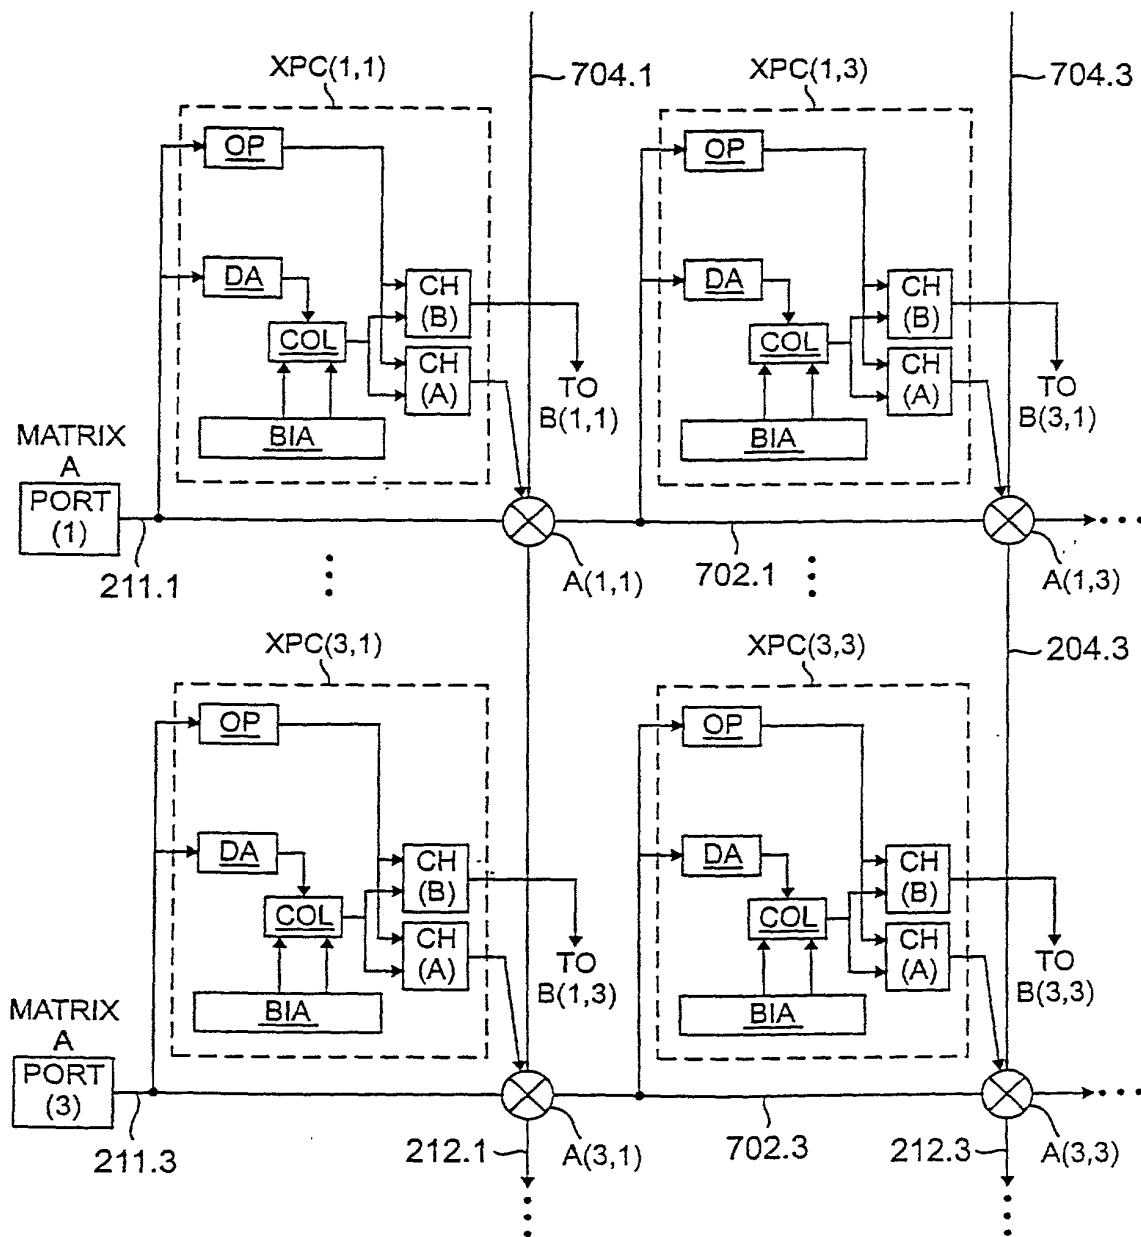 XPC(1,1)
704.1
XPC(1,3)
704.3
OP
OP
DA
CH
(B)
DA
CH
(B)
COL
COL
CH
(A)
CH
(A)
TO
B(1,1)
TO
B(3,1)
BIA
BIA
MATRIX
A
PORT
(1)
211.1
A(1,1)
702.1
A(1,3)
XPC(3,1)
XPC(3,3)
204.3
OP
OP
DA
CH
(B)
DA
CH
(B)
COL
COL
CH
(A)
CH
(A)
TO
B(1,3)
TO
B(3,3)
BIA
BIA
MATRIX
A
PORT
(3)
211.3
212.1
A(3,1)
702.3
212.3
A(3,3)